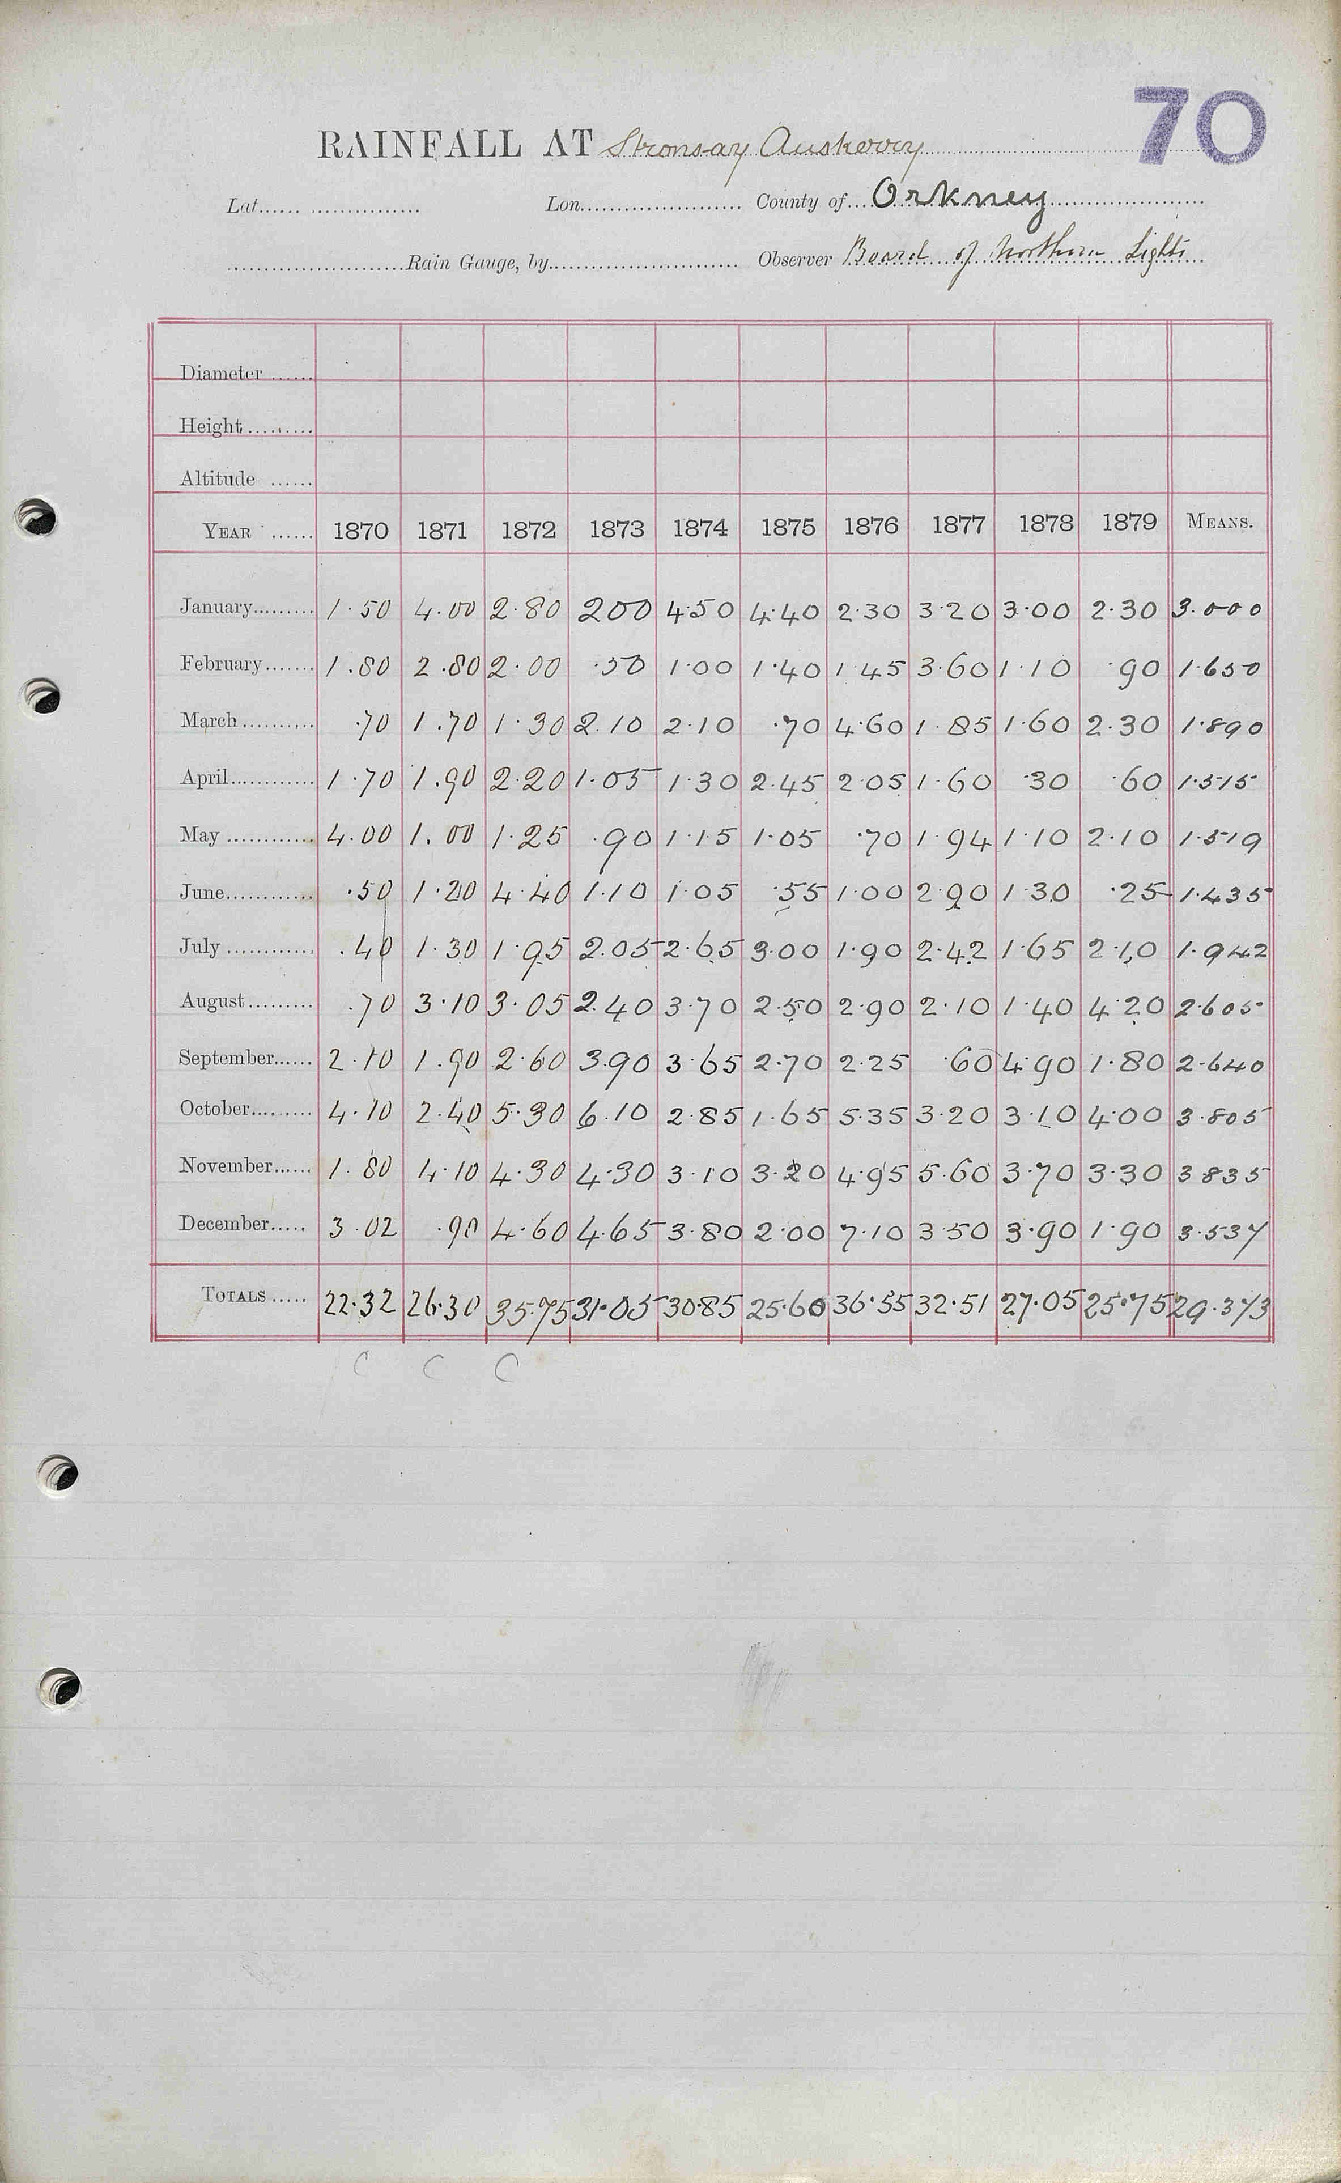 70
RAINFALL AT Stronsay Auskerry
Lat. Lon. County of Orkney
Rain Gauge, by Observer Board of Northern Lights
Diameter
Height
Altitude
YEAR 1870 1871 1872 1873 1874 1875 1876 1877 1878 1879 MEANS.
January 1.50 4.00 2.80 200 4.50 4.40 2.30 3.20 3.00 2.30 3.000
February 1.80 2.80 2.00 .50 1.00 1.40 1.45 3.60 1.10 .90 1.650
March .70 1.70 1.30 2.10 2.10 .70 4.60 1.85 1.60 2.30 1.890
April 1.70 1.90 2.20 1.05 1.30 2.45 2.05 1.60 .30 .60 1.515
May 4.00 1.00 1.25 .90 1.15 1.05 .70 1.94 1.10 2.10 1.519
June .50 1.20 4.40 1.10 1.05 .55 1.00 2.90 1.30 .25 1.435
July .40 1.30 1.95 2.05 2.65 3.00 1.90 2.42 1.65 2.10 1.942
August .70 3.10 3.05 2.40 3.70 2.50 2.90 2.10 1.40 4.20 2.605
September 2.10 1.90 2.60 3.90 3.65 2.70 2.25 .60 4.90 1.80 2.640
October 4.10 2.40 5.30 6.10 2.85 1.65 5.35 3.20 3.10 4.00 3.805
November 1.80 4.10 4.30 4.30 3.10 3.20 4.95 5.60 3.70 3.30 3.835
December 3.02 .90 4.60 4.65 3.80 2.00 7.10 3.50 3.90 1.90 3.537
TOTALS 22.32 26.30 35.75 31.05 30.85 25.60 36.55 32.51 27.05 25.75 29.373
C C C